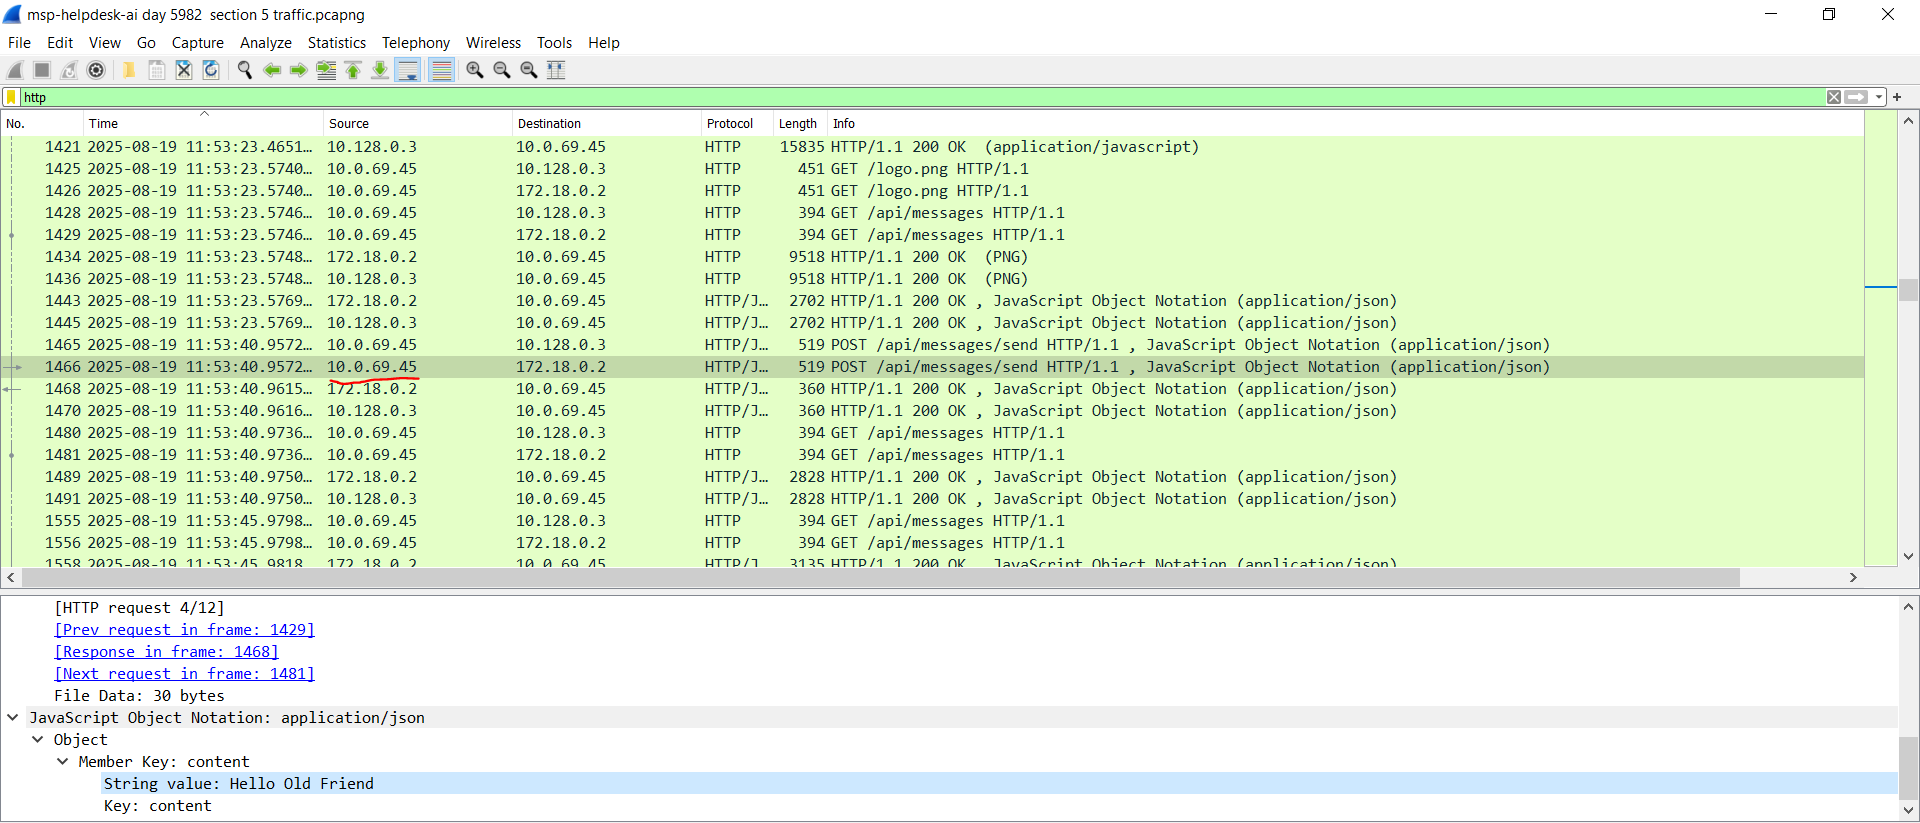 msp-helpdesk-ai day 5982  section 5 traffic.pcapng
File Edit View Go Capture Analyze Statistics Telephony Wireless Tools Help
http
No. Time Source Destination Protocol Length Info
1421 2025-08-19 11:53:23.4651… 10.128.0.3 10.0.69.45 HTTP 15835 HTTP/1.1 200 OK  (application/javascript)
1425 2025-08-19 11:53:23.5740… 10.0.69.45 10.128.0.3 HTTP 451 GET /logo.png HTTP/1.1
1426 2025-08-19 11:53:23.5740… 10.0.69.45 172.18.0.2 HTTP 451 GET /logo.png HTTP/1.1
1428 2025-08-19 11:53:23.5746… 10.0.69.45 10.128.0.3 HTTP 394 GET /api/messages HTTP/1.1
1429 2025-08-19 11:53:23.5746… 10.0.69.45 172.18.0.2 HTTP 394 GET /api/messages HTTP/1.1
1434 2025-08-19 11:53:23.5748… 172.18.0.2 10.0.69.45 HTTP 9518 HTTP/1.1 200 OK  (PNG)
1436 2025-08-19 11:53:23.5748… 10.128.0.3 10.0.69.45 HTTP 9518 HTTP/1.1 200 OK  (PNG)
1443 2025-08-19 11:53:23.5769… 172.18.0.2 10.0.69.45 HTTP/J… 2702 HTTP/1.1 200 OK , JavaScript Object Notation (application/json)
1445 2025-08-19 11:53:23.5769… 10.128.0.3 10.0.69.45 HTTP/J… 2702 HTTP/1.1 200 OK , JavaScript Object Notation (application/json)
1465 2025-08-19 11:53:40.9572… 10.0.69.45 10.128.0.3 HTTP/J… 519 POST /api/messages/send HTTP/1.1 , JavaScript Object Notation (application/json)
1466 2025-08-19 11:53:40.9572… 10.0.69.45 172.18.0.2 HTTP/J… 519 POST /api/messages/send HTTP/1.1 , JavaScript Object Notation (application/json)
1468 2025-08-19 11:53:40.9615… 172.18.0.2 10.0.69.45 HTTP/J… 360 HTTP/1.1 200 OK , JavaScript Object Notation (application/json)
1470 2025-08-19 11:53:40.9616… 10.128.0.3 10.0.69.45 HTTP/J… 360 HTTP/1.1 200 OK , JavaScript Object Notation (application/json)
1480 2025-08-19 11:53:40.9736… 10.0.69.45 10.128.0.3 HTTP 394 GET /api/messages HTTP/1.1
1481 2025-08-19 11:53:40.9736… 10.0.69.45 172.18.0.2 HTTP 394 GET /api/messages HTTP/1.1
1489 2025-08-19 11:53:40.9750… 172.18.0.2 10.0.69.45 HTTP/J… 2828 HTTP/1.1 200 OK , JavaScript Object Notation (application/json)
1491 2025-08-19 11:53:40.9750… 10.128.0.3 10.0.69.45 HTTP/J… 2828 HTTP/1.1 200 OK , JavaScript Object Notation (application/json)
1555 2025-08-19 11:53:45.9798… 10.0.69.45 10.128.0.3 HTTP 394 GET /api/messages HTTP/1.1
1556 2025-08-19 11:53:45.9798… 10.0.69.45 172.18.0.2 HTTP 394 GET /api/messages HTTP/1.1
1558 2025-08-19 11:53:45.9818… 172.18.0.2 10.0.69.45 HTTP/J… 3135 HTTP/1.1 200 OK , JavaScript Object Notation (application/json)
[HTTP request 4/12]
[Prev request in frame: 1429]
[Response in frame: 1468]
[Next request in frame: 1481]
File Data: 30 bytes
JavaScript Object Notation: application/json
Object
Member Key: content
String value: Hello Old Friend
Key: content